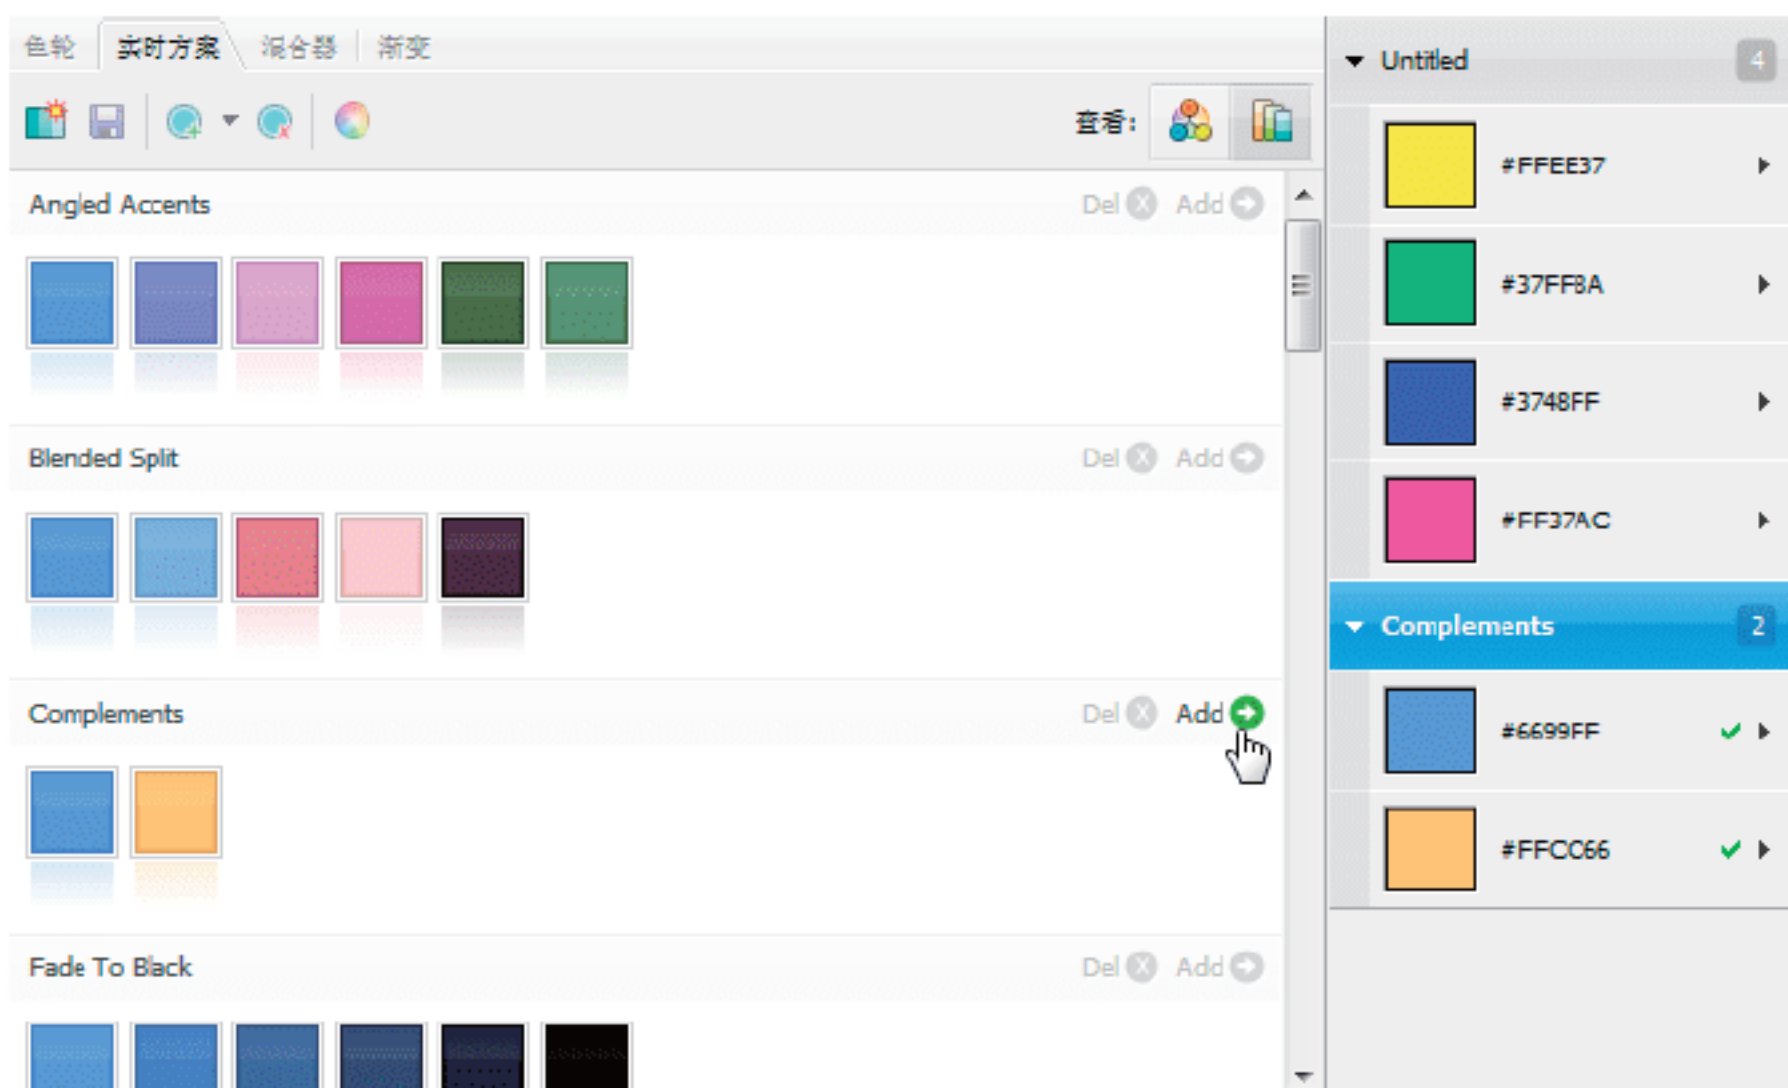 色轮 实时方案 混合器 渐变
查看:
Angled Accents Del Add
Blended Split Del Add
Complements Del Add
Fade To Black Del Add
Untitled 4
#FFEE37
#37FF8A
#3748FF
#FF37AC
Complements 2
#6699FF
#FFCC66